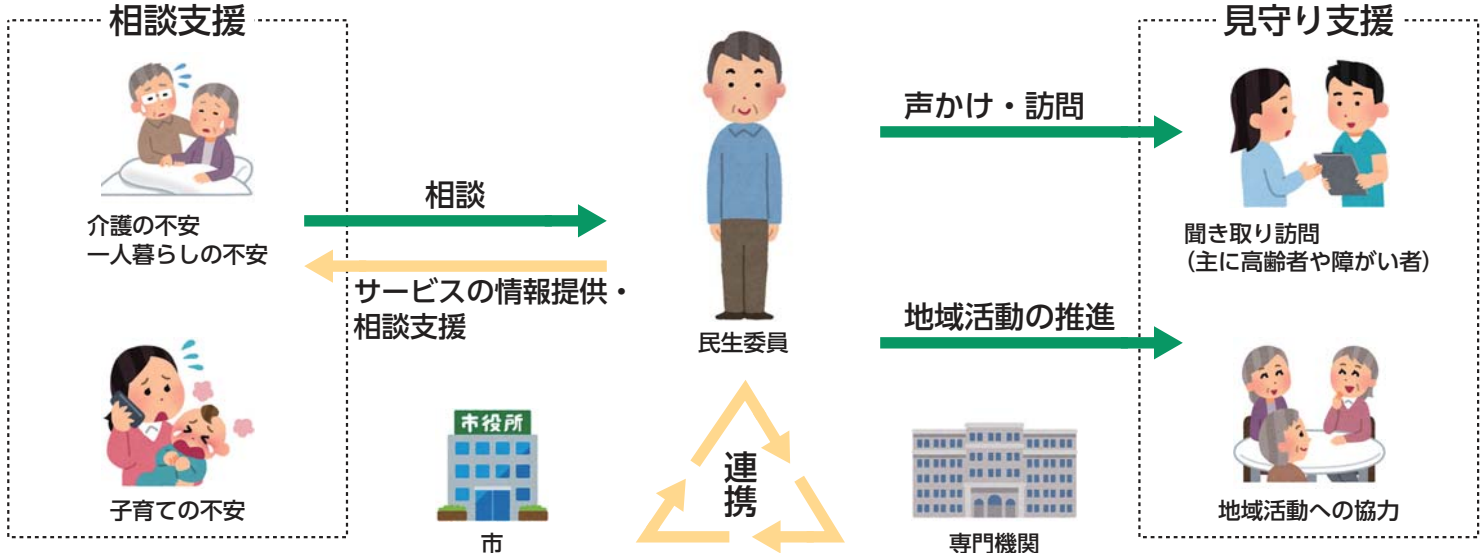 相談支援
介護の不安
一人暮らしの不安
子育ての不安
相談
サービスの情報提供・
相談支援
民生委員
市役所
市
連
携
専門機関
声かけ・訪問
地域活動の推進
見守り支援
聞き取り訪問
（主に高齢者や障がい者）
地域活動への協力